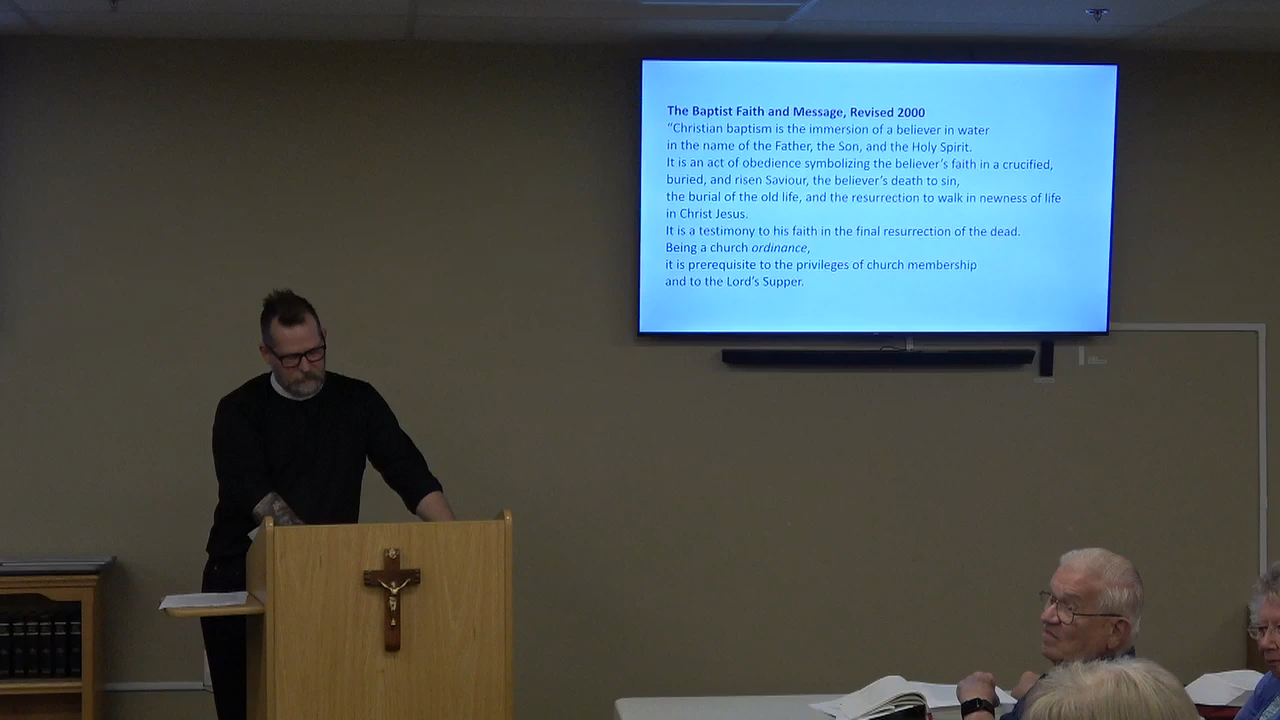 The Baptist Faith and Message, Revised 2000
“Christian baptism is the immersion of a believer in water
in the name of the Father, the Son, and the Holy Spirit.
It is an act of obedience symbolizing the believer’s faith in a crucified,
buried, and risen Saviour, the believer’s death to sin,
the burial of the old life, and the resurrection to walk in newness of life
in Christ Jesus.
It is a testimony to his faith in the final resurrection of the dead.
Being a church ordinance,
it is prerequisite to the privileges of church membership
and to the Lord’s Supper.